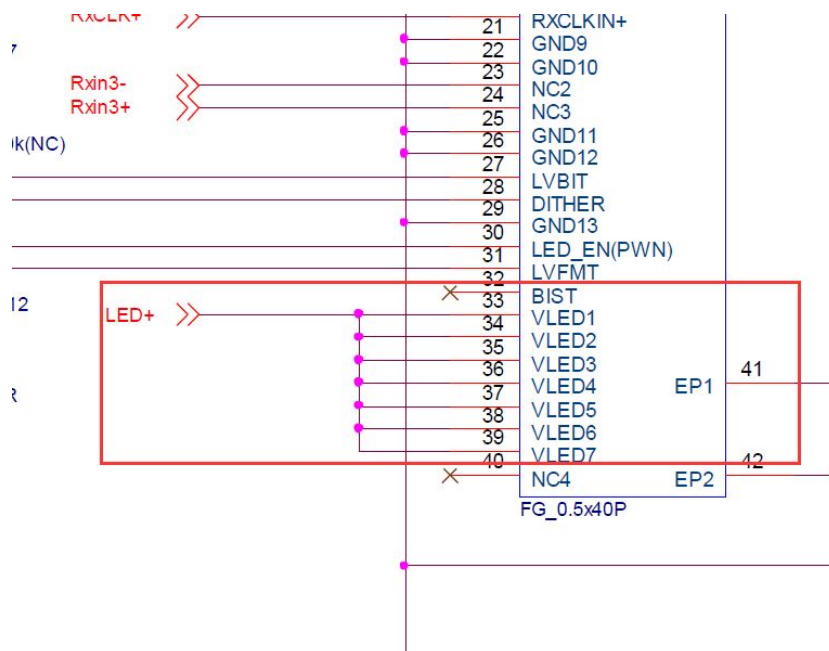 RXCLK+ 21 RXCLKIN+
22 GND9
23 GND10
Rxin3- 24 NC2
Rxin3+ 25 NC3
26 GND11
k(NC) 27 GND12
28 LVBIT
29 DITHER
30 GND13
31 LED_EN(PWN)
32 LVFMT
12 33 BIST
LED+ 34 VLED1
35 VLED2
36 VLED3 41
37 VLED4 EP1
38 VLED5
39 VLED6
40 VLED7 42
NC4 EP2
FG_0.5x40P